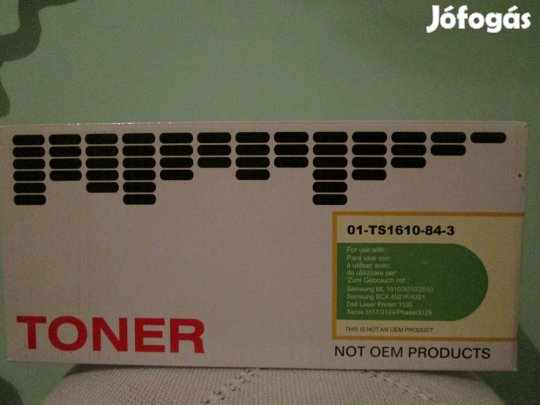 Jófogás
01-TS1610-84-3
For use with:
Para usar con:
a utiliser avec:
da utilizzare per:
Zum Gebrauch mit:
Samsung ML 1610/2010/2510
Samsung SCX 4521F/4321
Dell Laser Printer 1100
Xerox 3117/3124/Phaser3125
THIS IS NOT AN OEM PRODUCT
TONER
NOT OEM PRODUCTS